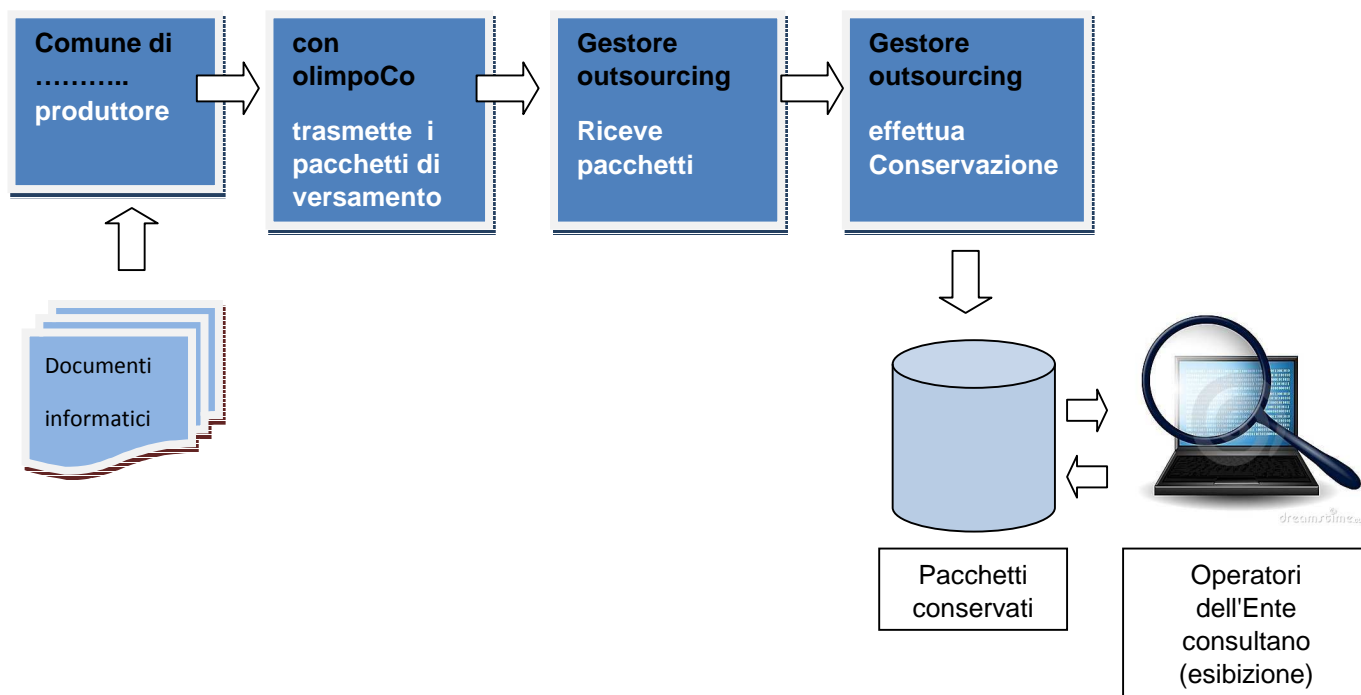 Comune di
………..
produttore
con
olimpoCo
trasmette i
pacchetti di
versamento
Gestore
outsourcing
Riceve
pacchetti
Gestore
outsourcing
effettua
Conservazione
Documenti
informatici
dreamstime
Pacchetti
conservati
Operatori
dell'Ente
consultano
(esibizione)